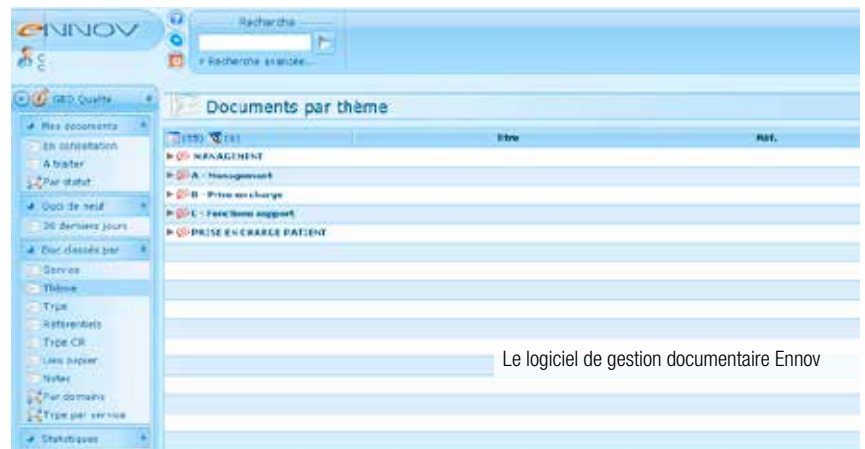 eNNOV
Recherche
» Recherche avancée...
GED Qualité
Documents par thème
Mes documents
En consultation
A traiter
Par statut
Quoi de neuf
30 derniers jours
Doc classés par
Service
Thème
Type
Référentiels
Type CR
Lieu papier
Notes
Par domaine
Type par service
Statistiques
titre
Réf.
MANAGEMENT
A - Management
B - Prise en charge
C - Fonctions support
PRISE EN CHARGE PATIENT
Le logiciel de gestion documentaire Ennov